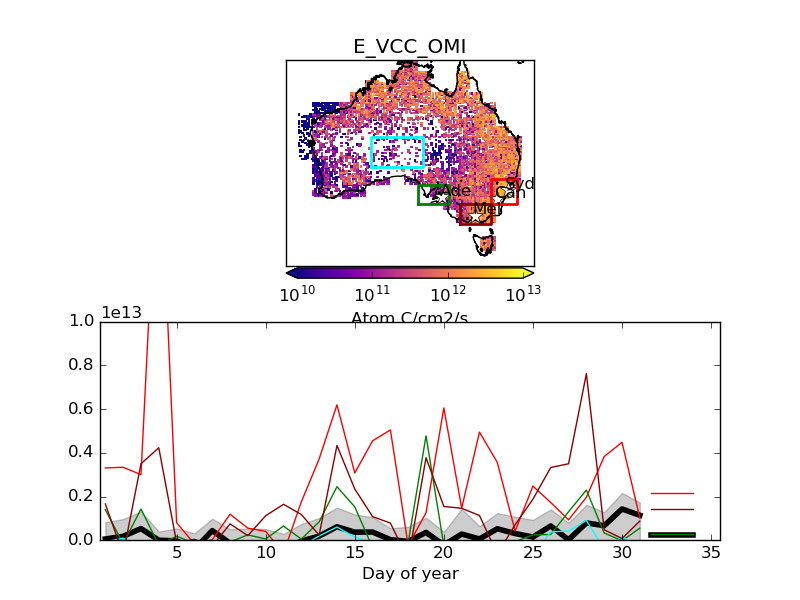 E_VCC_OMI
Ade
Syd
Can
Mel
10^10 10^11 10^12 10^13
Atom C/cm2/s
1e13
1.0
0.8
0.6
0.4
0.2
0.0
5 10 15 20 25 30 35
Day of year